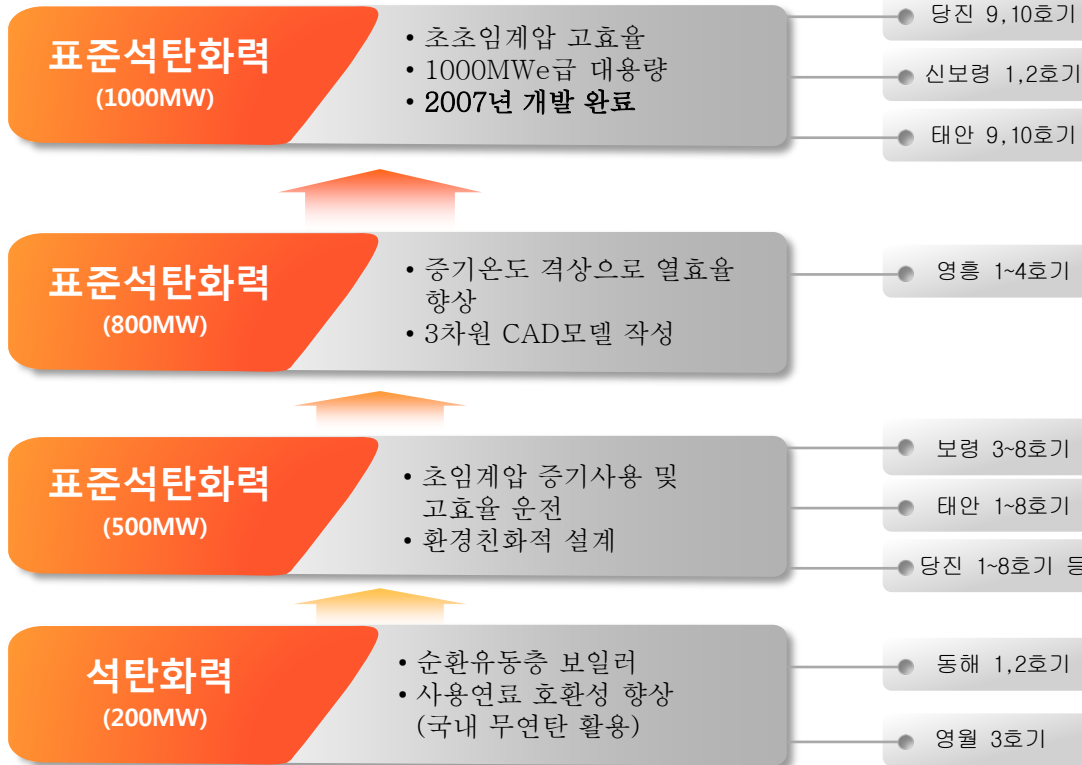 표준석탄화력
(1000MW)
• 초초임계압 고효율
• 1000MWe급 대용량
• 2007년 개발 완료
당진 9,10호기
신보령 1,2호기
태안 9,10호기
표준석탄화력
(800MW)
• 증기온도 격상으로 열효율
향상
• 3차원 CAD모델 작성
영흥 1~4호기
표준석탄화력
(500MW)
• 초임계압 증기사용 및
고효율 운전
• 환경친화적 설계
보령 3~8호기
태안 1~8호기
당진 1~8호기 등
석탄화력
(200MW)
• 순환유동층 보일러
• 사용연료 호환성 향상
(국내 무연탄 활용)
동해 1,2호기
영월 3호기